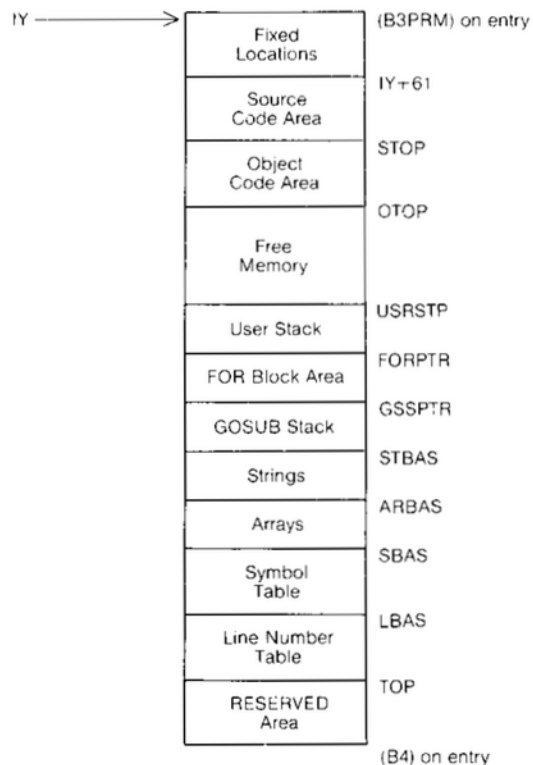 IY
(B3PRM) on entry
Fixed
Locations
IY+61
Source
Code Area
STOP
Object
Code Area
OTOP
Free
Memory
USRSTP
User Stack
FORPTR
FOR Block Area
GSSPTR
GOSUB Stack
STBAS
Strings
ARBAS
Arrays
SBAS
Symbol
Table
LBAS
Line Number
Table
TOP
RESERVED
Area
(B4) on entry